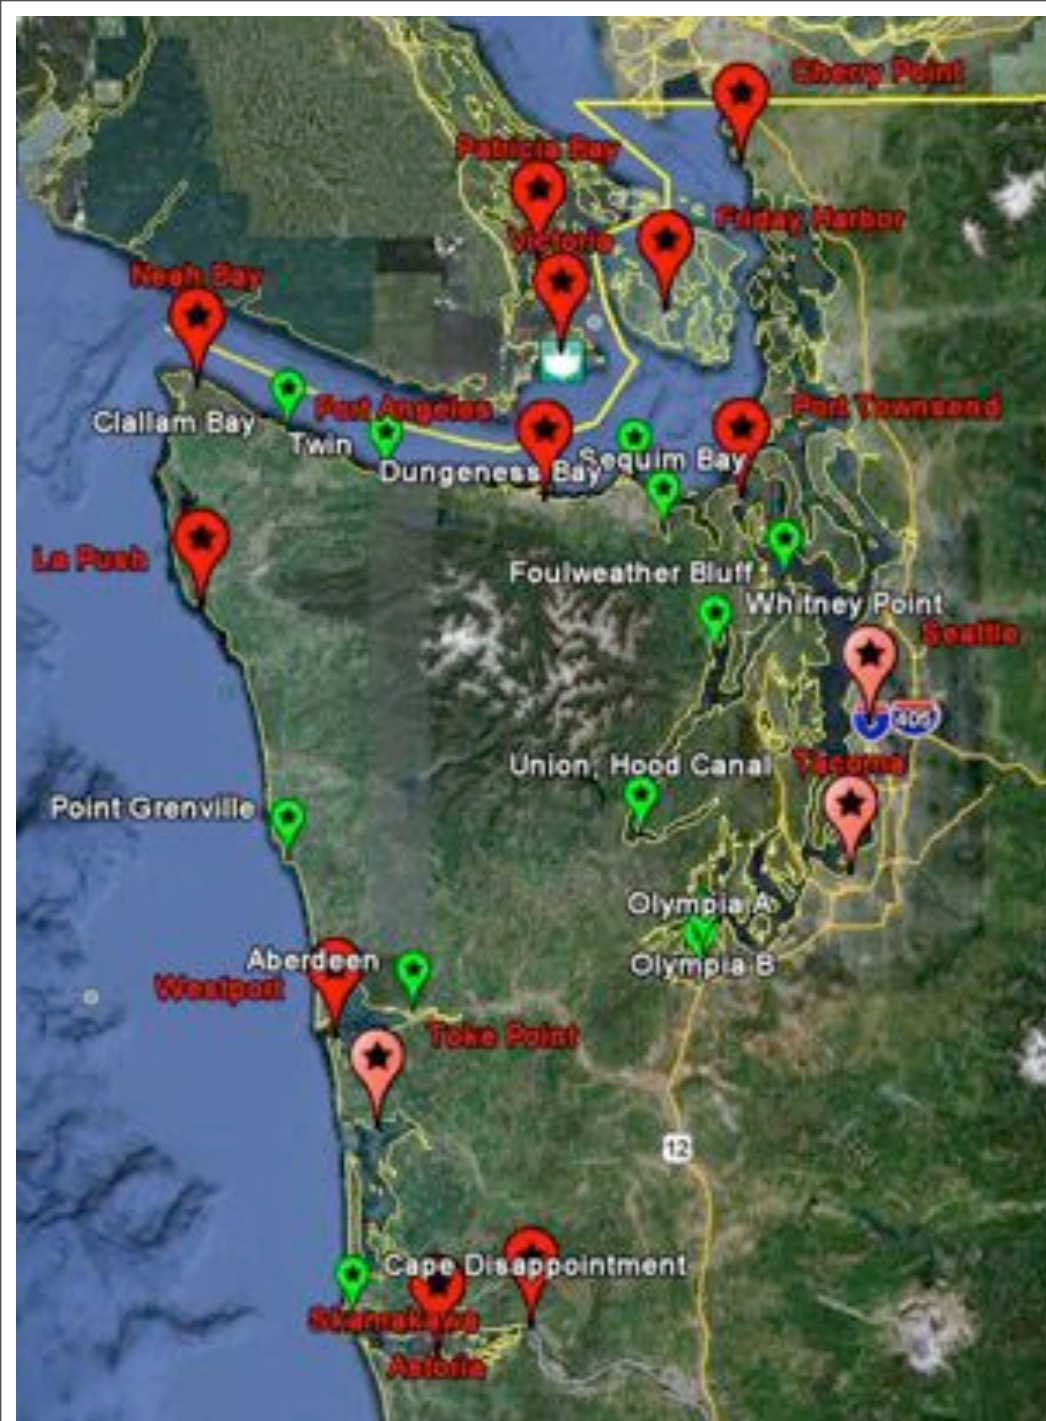 Cherry Point
Patricia Bay
Friday Harbor
Victoria
Neah Bay
Port Angeles
Port Townsend
Clallam Bay
Twin
Sequim Bay
Dungeness Bay
La Push
Foulweather Bluff
Whitney Point
Seattle
5
405
Union, Hood Canal
Tacoma
Point Grenville
Olympia A
Aberdeen
Olympia B
Westport
Toke Point
12
Cape Disappointment
Skamokawa
Astoria